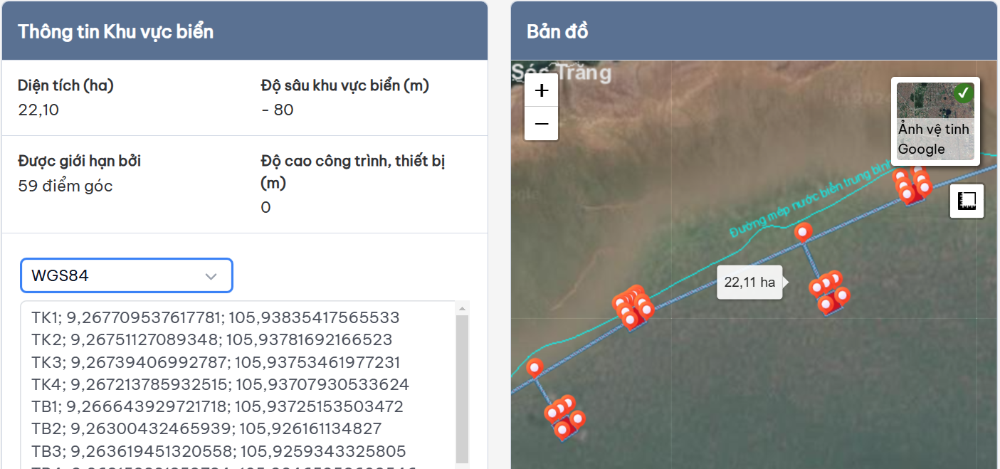 Thông tin Khu vực biển
Diện tích (ha)
22,10
Độ sâu khu vực biển (m)
- 80
Được giới hạn bởi
59 điểm góc
Độ cao công trình, thiết bị
(m)
0
WGS84
TK1; 9,267709537617781; 105,93835417565533
TK2; 9,26751127089348; 105,937816922166523
TK3; 9,26739406992787; 105,93753461977231
TK4; 9,267213785932515; 105,93707930533624
TB1; 9,266643929721718; 105,93725153503472
TB2; 9,26300432465939; 105,926161134827
TB3; 9,263619451320558; 105,9259343325805
Bản đồ
Sóc Trăng
+
−
Ảnh vệ tinh
Google
Đường mép nước biển trung bình
22,11 ha